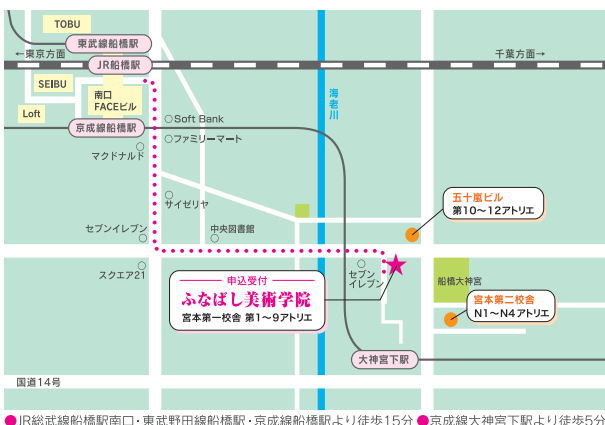 TOBU
東武線船橋駅
←東京方面
JR船橋駅
千葉方面→
SEIBU
Loft
南口
FACEビル
海老川
Soft Bank
京成線船橋駅
ファミリーマート
マクドナルド
サイゼリヤ
五十嵐ビル
第10〜12アトリエ
セブンイレブン
中央図書館
スクエア21
申込受付
ふなばし美術学院
宮本第一校舎 第1〜9アトリエ
セブン
イレブン
船橋大神宮
宮本第二校舎
N1〜N4アトリエ
大神宮下駅
国道14号
●JR総武線船橋駅南口・東武野田線船橋駅・京成線船橋駅より徒歩15分 ●京成線大神宮下駅より徒歩5分